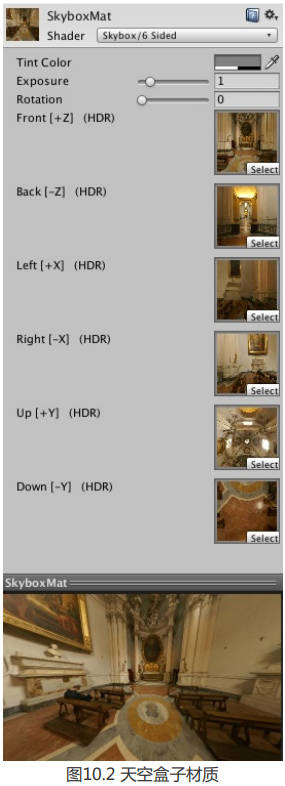 SkyboxMat
Shader Skybox/6 Sided
Tint Color
Exposure 1
Rotation 0
Front [+Z] (HDR)
Select
Back [–Z] (HDR)
Select
Left [+X] (HDR)
Select
Right [–X] (HDR)
Select
Up [+Y] (HDR)
Select
Down [–Y] (HDR)
Select
SkyboxMat
图10.2 天空盒子材质